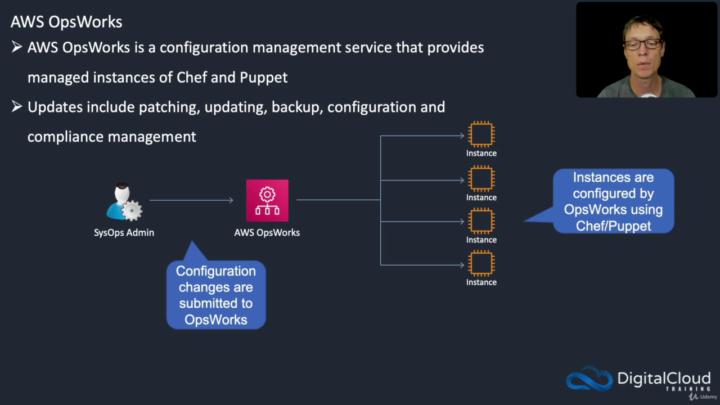 AWS OpsWorks
➢ AWS OpsWorks is a configuration management service that provides
managed instances of Chef and Puppet
➢ Updates include patching, updating, backup, configuration and
compliance management
Instance
Instance
Instance
Instance
SysOps Admin
AWS OpsWorks
Instances are
configured by
OpsWorks using
Chef/Puppet
Configuration
changes are
submitted to
OpsWorks
DigitalCloud
TRAINING
Udemy